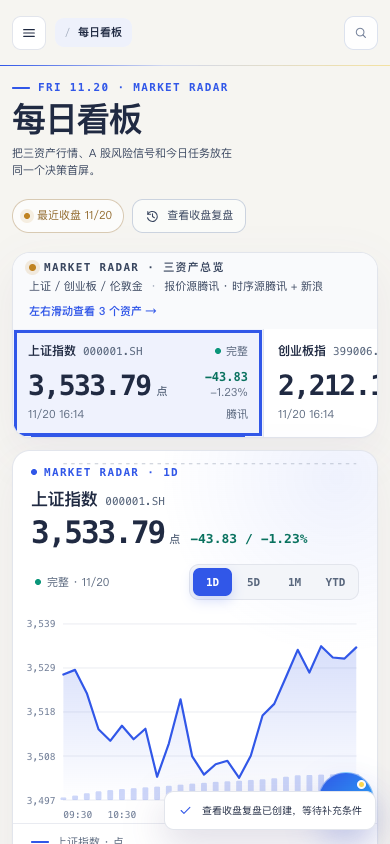 / 每日看板
FRI 11.20 · MARKET RADAR
每日看板
把三资产行情、A 股风险信号和今日任务放在
同一个决策首屏。
最近收盘 11/20
查看收盘复盘
MARKET RADAR · 三资产总览
上证 / 创业板 / 伦敦金 · 报价源腾讯 · 时序源腾讯 + 新浪
左右滑动查看 3 个资产 →
上证指数 000001.SH
完整
3,533.79 点
-43.83
-1.23%
11/20 16:14
腾讯
创业板指 399006.
2,212.1
11/20 16:14
MARKET RADAR · 1D
上证指数 000001.SH
3,533.79 点 -43.83 / -1.23%
完整 · 11/20
1D 5D 1M YTD
3,539
3,529
3,518
3,508
3,497
09:30 10:30
查看收盘复盘已创建，等待补充条件
上证指数 · 点